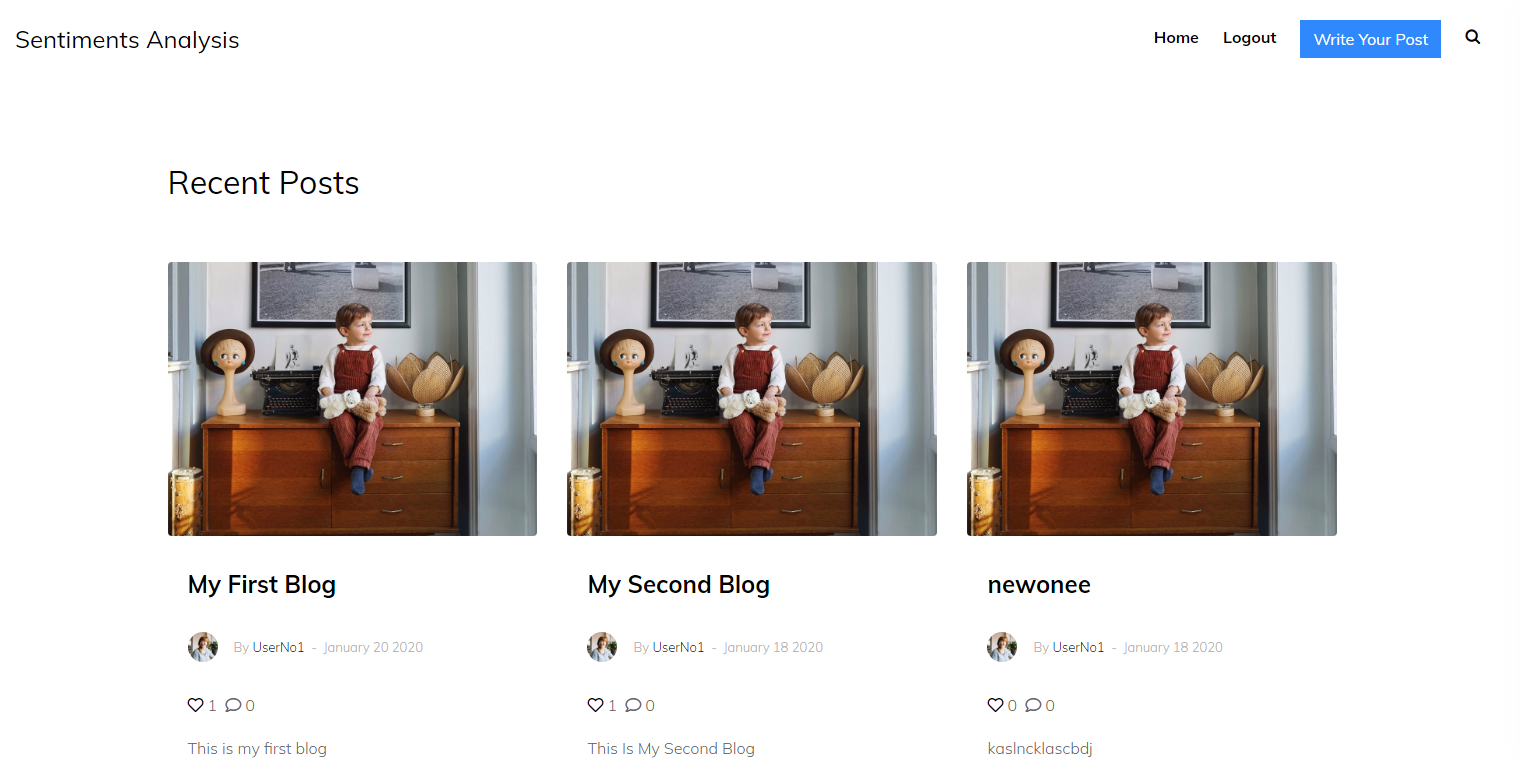 Sentiments Analysis
Home Logout Write Your Post
Recent Posts
My First Blog
By UserNo1 - January 20 2020
1 0
This is my first blog
My Second Blog
By UserNo1 - January 18 2020
1 0
This Is My Second Blog
newonee
By UserNo1 - January 18 2020
0 0
kaslncklascbdj